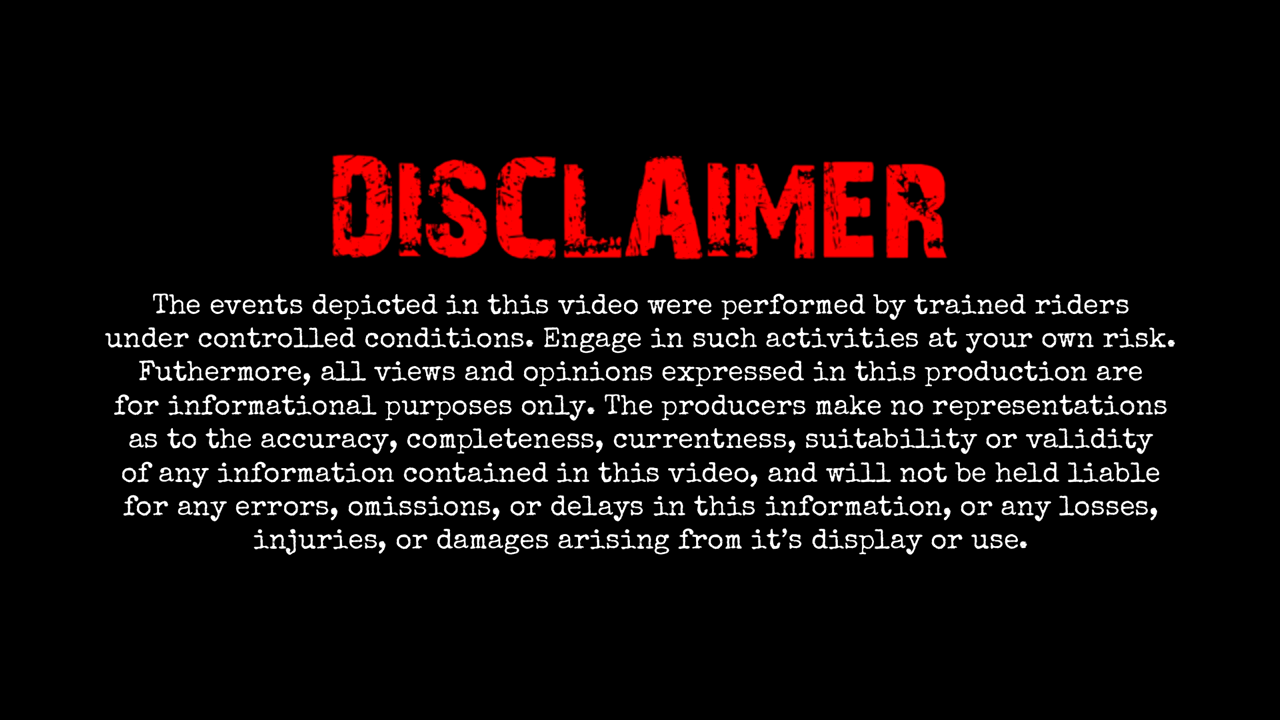 DISCLAIMER
The events depicted in this video were performed by trained riders
under controlled conditions. Engage in such activities at your own risk.
Futhermore, all views and opinions expressed in this production are
for informational purposes only. The producers make no representations
as to the accuracy, completeness, currentness, suitability or validity
of any information contained in this video, and will not be held liable
for any errors, omissions, or delays in this information, or any losses,
injuries, or damages arising from it’s display or use.